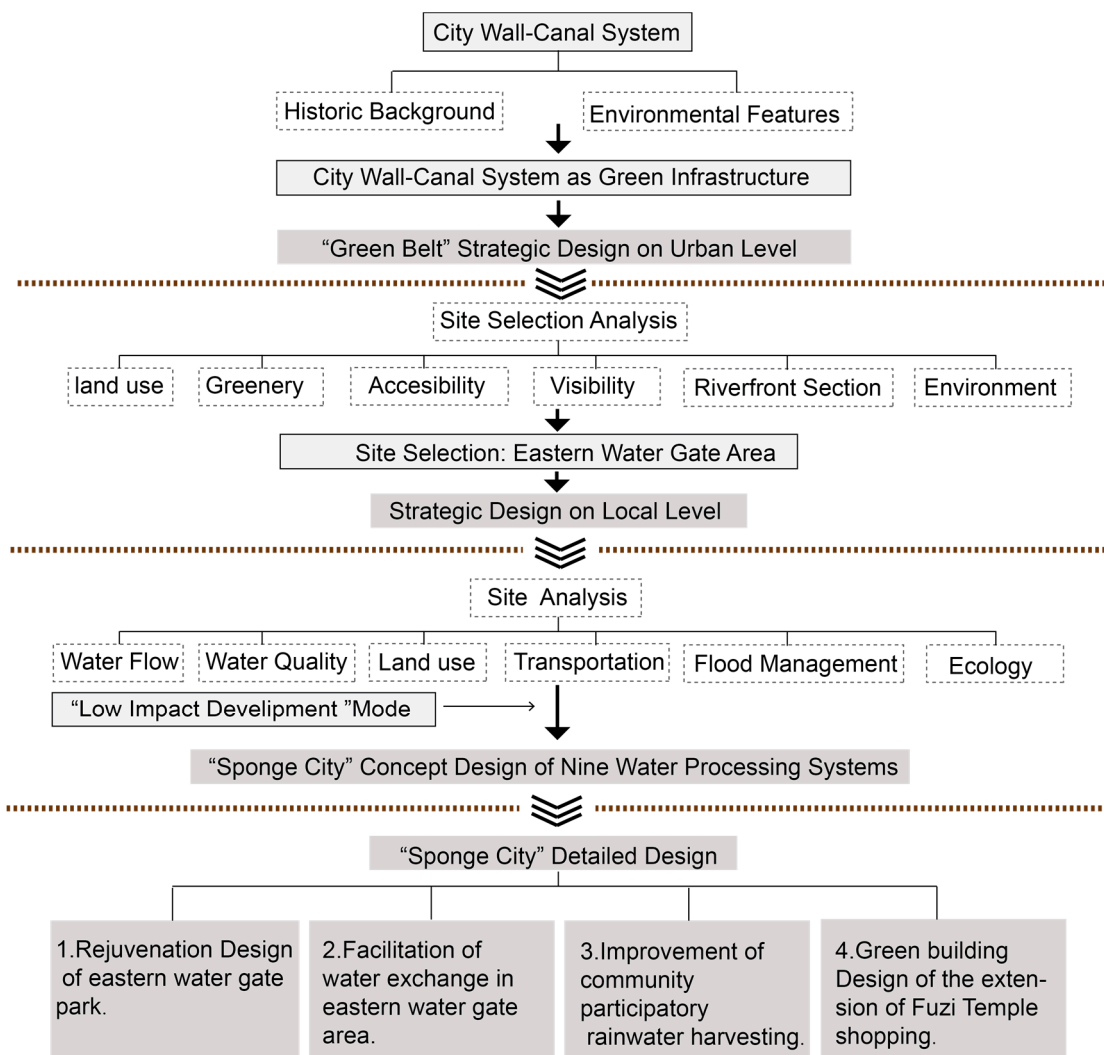 City Wall-Canal System
Historic Background
Environmental Features
City Wall-Canal System as Green Infrastructure
“Green Belt” Strategic Design on Urban Level
Site Selection Analysis
land use
Greenery
Accesibility
Visibility
Riverfront Section
Environment
Site Selection: Eastern Water Gate Area
Strategic Design on Local Level
Site Analysis
Water Flow
Water Quality
Land use
Transportation
Flood Management
Ecology
“Low Impact Develipment ”Mode
“Sponge City” Concept Design of Nine Water Processing Systems
“Sponge City” Detailed Design
1.Rejuvenation Design
of eastern water gate
park.
2.Facilitation of
water exchange in
eastern water gate
area.
3.Improvement of
community
participatory
rainwater harvesting.
4.Green building
Design of the exten-
sion of Fuzi Temple
shopping.